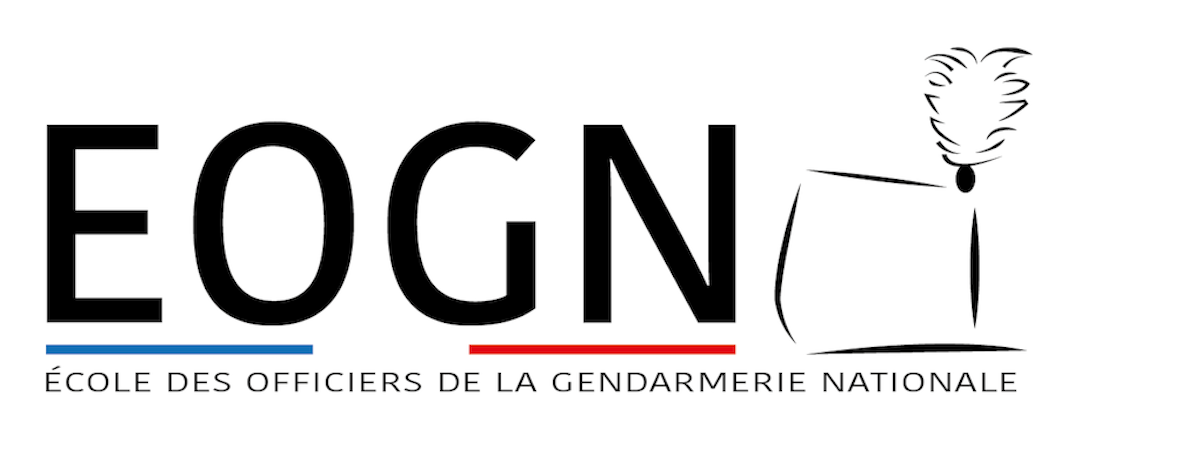 EOGN
ÉCOLE DES OFFICIERS DE LA GENDARMERIE NATIONALE